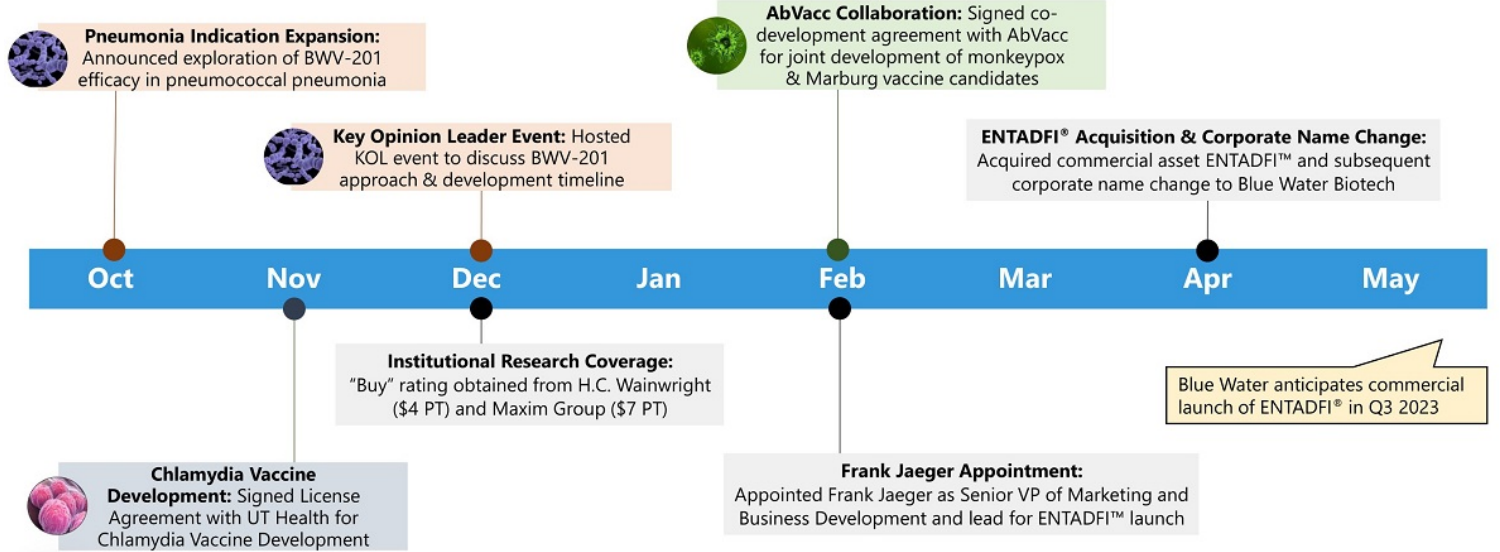 Pneumonia Indication Expansion:
Announced exploration of BWV-201
efficacy in pneumococcal pneumonia
Key Opinion Leader Event: Hosted
KOL event to discuss BWV-201
approach & development timeline
AbVacc Collaboration: Signed co-
development agreement with AbVacc
for joint development of monkeypox
& Marburg vaccine candidates
ENTADFI® Acquisition & Corporate Name Change:
Acquired commercial asset ENTADFI™ and subsequent
corporate name change to Blue Water Biotech
Oct Nov Dec Jan Feb Mar Apr May
Chlamydia Vaccine
Development: Signed License
Agreement with UT Health for
Chlamydia Vaccine Development
Institutional Research Coverage:
“Buy” rating obtained from H.C. Wainwright
($4 PT) and Maxim Group ($7 PT)
Frank Jaeger Appointment:
Appointed Frank Jaeger as Senior VP of Marketing and
Business Development and lead for ENTADFI™ launch
Blue Water anticipates commercial
launch of ENTADFI® in Q3 2023